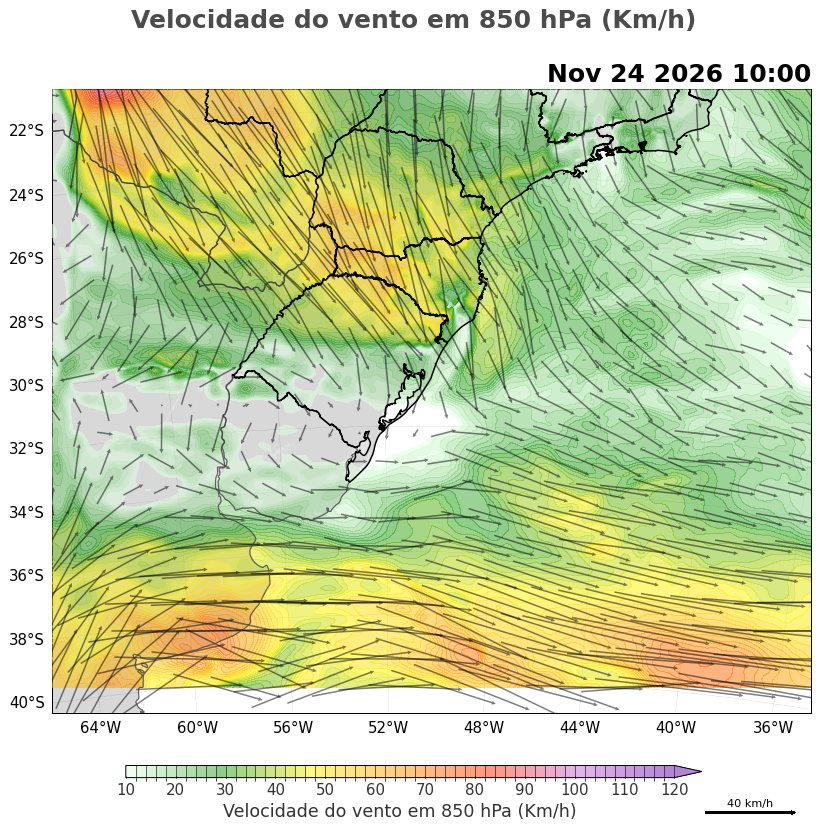 Velocidade do vento em 850 hPa (Km/h)
Nov 24 2026 10:00
22°S
24°S
26°S
28°S
30°S
32°S
34°S
36°S
38°S
40°S
64°W 60°W 56°W 52°W 48°W 44°W 40°W 36°W
10 20 30 40 50 60 70 80 90 100 110 120
40 km/h
Velocidade do vento em 850 hPa (Km/h)